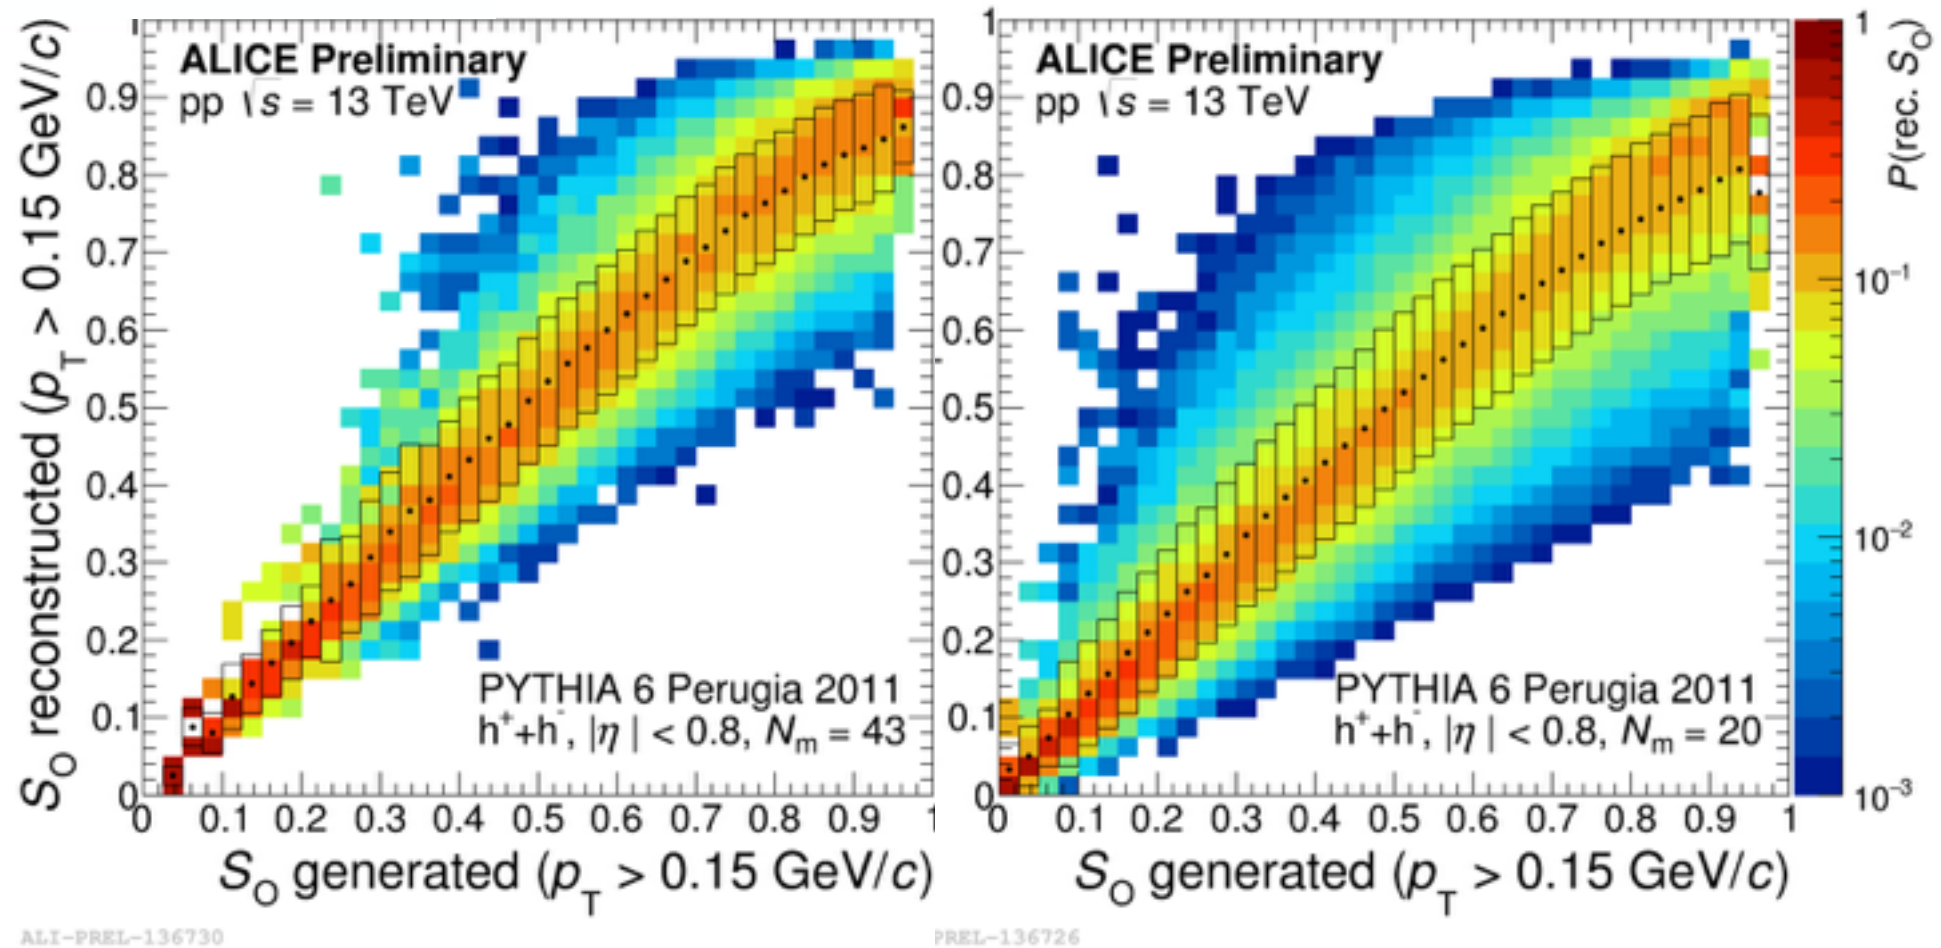 ALICE Preliminary
pp √s = 13 TeV
S_O reconstructed (p_T > 0.15 GeV/c)
0.9
0.8
0.7
0.6
0.5
0.4
0.3
0.2
0.1
0
PYTHIA 6 Perugia 2011
h⁺+h⁻, |η| < 0.8, N_m = 43
0 0.1 0.2 0.3 0.4 0.5 0.6 0.7 0.8 0.9 1
S_O generated (p_T > 0.15 GeV/c)
ALI-PREL-136730
ALICE Preliminary
pp √s = 13 TeV
1
0.9
0.8
0.7
0.6
0.5
0.4
0.3
0.2
0.1
0
PYTHIA 6 Perugia 2011
h⁺+h⁻, |η| < 0.8, N_m = 20
0 0.1 0.2 0.3 0.4 0.5 0.6 0.7 0.8 0.9 1
S_O generated (p_T > 0.15 GeV/c)
PREL-136726
P(rec. S_O)
1
10⁻¹
10⁻²
10⁻³